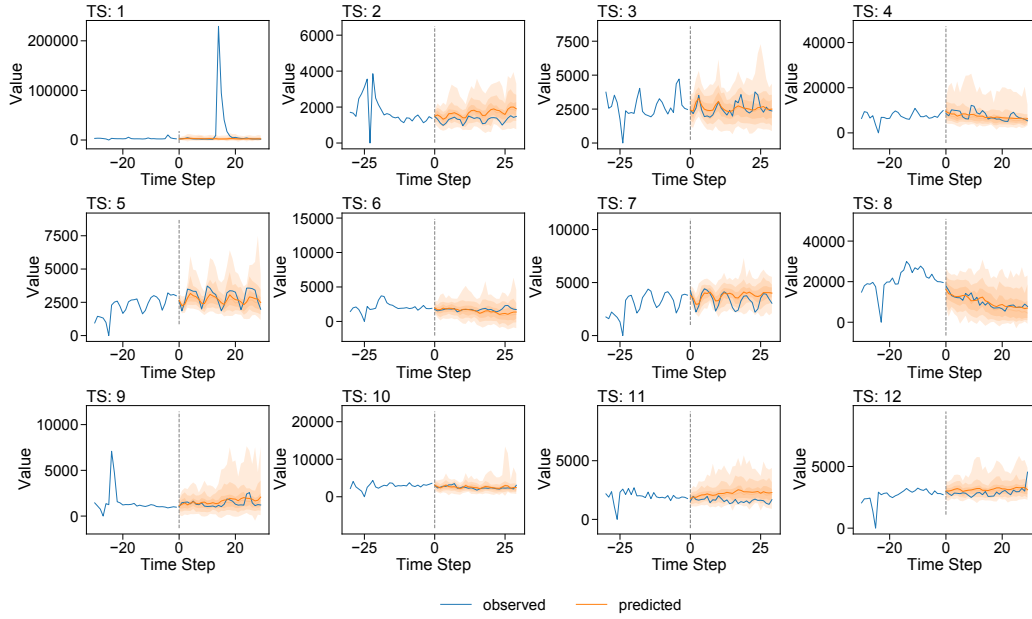 TS: 1
200000
100000
0
Value
−20
0
20
Time Step
TS: 2
6000
4000
2000
0
Value
−25
0
25
Time Step
TS: 3
7500
5000
2500
0
Value
−25
0
25
Time Step
TS: 4
40000
20000
0
Value
−20
0
20
Time Step
TS: 5
7500
5000
2500
0
Value
−20
0
20
Time Step
TS: 6
15000
10000
5000
0
Value
−25
0
25
Time Step
TS: 7
10000
5000
0
Value
−25
0
25
Time Step
TS: 8
40000
20000
0
Value
−20
0
20
Time Step
TS: 9
10000
5000
0
Value
−20
0
20
Time Step
TS: 10
20000
10000
0
Value
−25
0
25
Time Step
TS: 11
5000
0
Value
−25
0
25
Time Step
TS: 12
5000
0
Value
−20
0
20
Time Step
observed
predicted